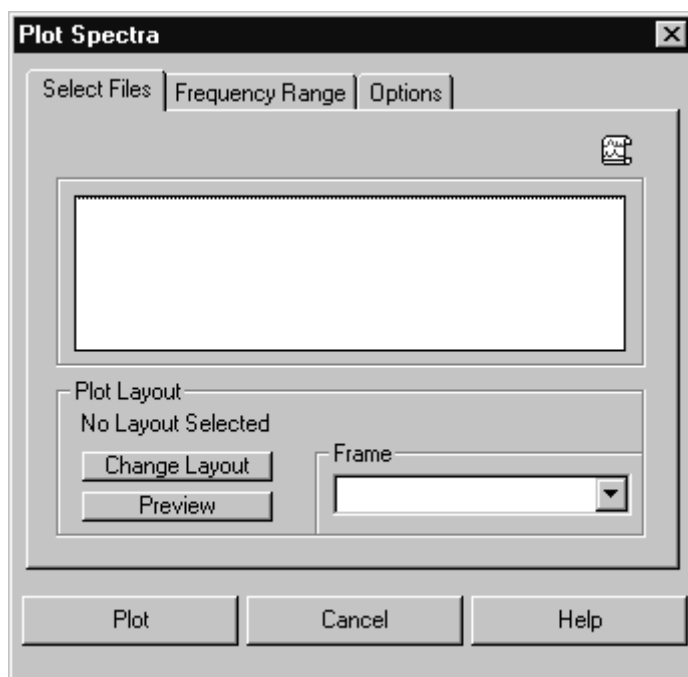 Plot Spectra
Select Files Frequency Range Options
Plot Layout
No Layout Selected
Change Layout
Frame
Preview
Plot Cancel Help